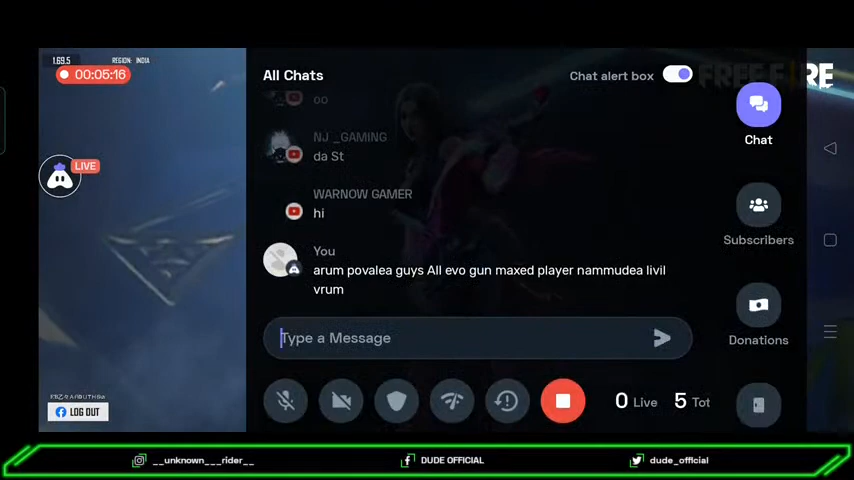 1.69.5
REGION: INDIA
00:05:16
All Chats
Chat alert box
FREE FIRE
oo
Chat
LIVE
NJ _GAMING
da St
WARNOW GAMER
hi
Subscribers
You
arum povalea guys All evo gun maxed player nammudea livil
vrum
Type a Message
Donations
LOG OUT
0 Live
5 Tot
__unknown___rider__
DUDE OFFICIAL
dude_official